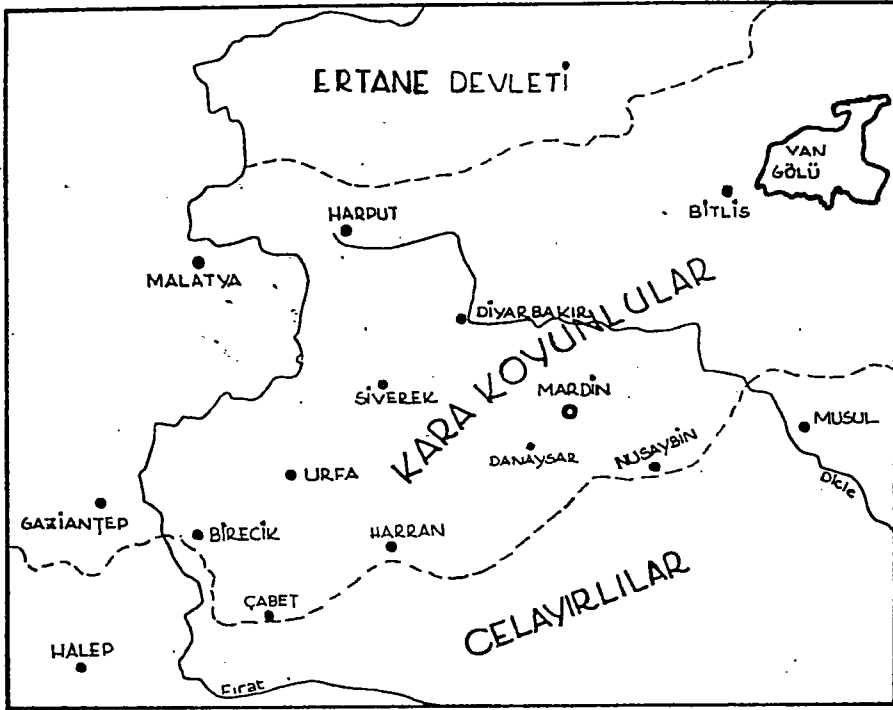 ERTANE DEVLETİ
VAN
GÖLÜ
BİTLİS
HARPUT
MALATYA
DİYARBAKIR
KARA KOYUNLULAR
SİVEREK
MARDİN
MUSUL
DANAYSAR
NUSAYBİN
URFA
Dicle
GAZİANTEP
BİRECİK
HARRAN
ÇABET
CELAYIRLILAR
HALEP
Fırat